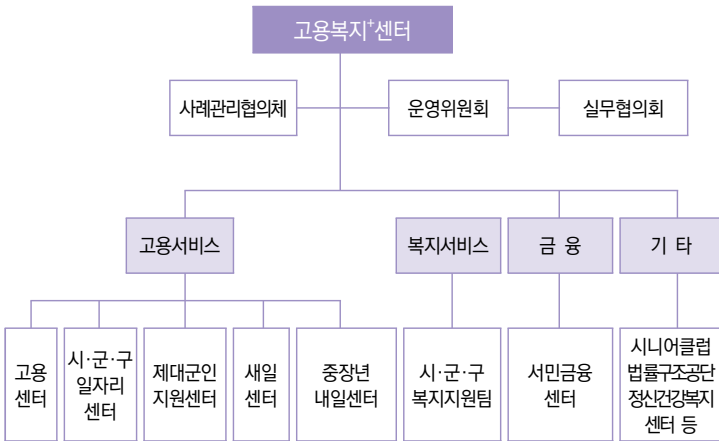 고용복지⁺센터
사례관리협의체
운영위원회
실무협의회
고용서비스
복지서비스
금 융
기 타
고용
센터
시·군·구
일자리
센터
제대군인
지원센터
새일
센터
중장년
내일센터
시·군·구
복지지원팀
서민금융
센터
시니어클럽
법률구조공단
정신건강복지
센터 등